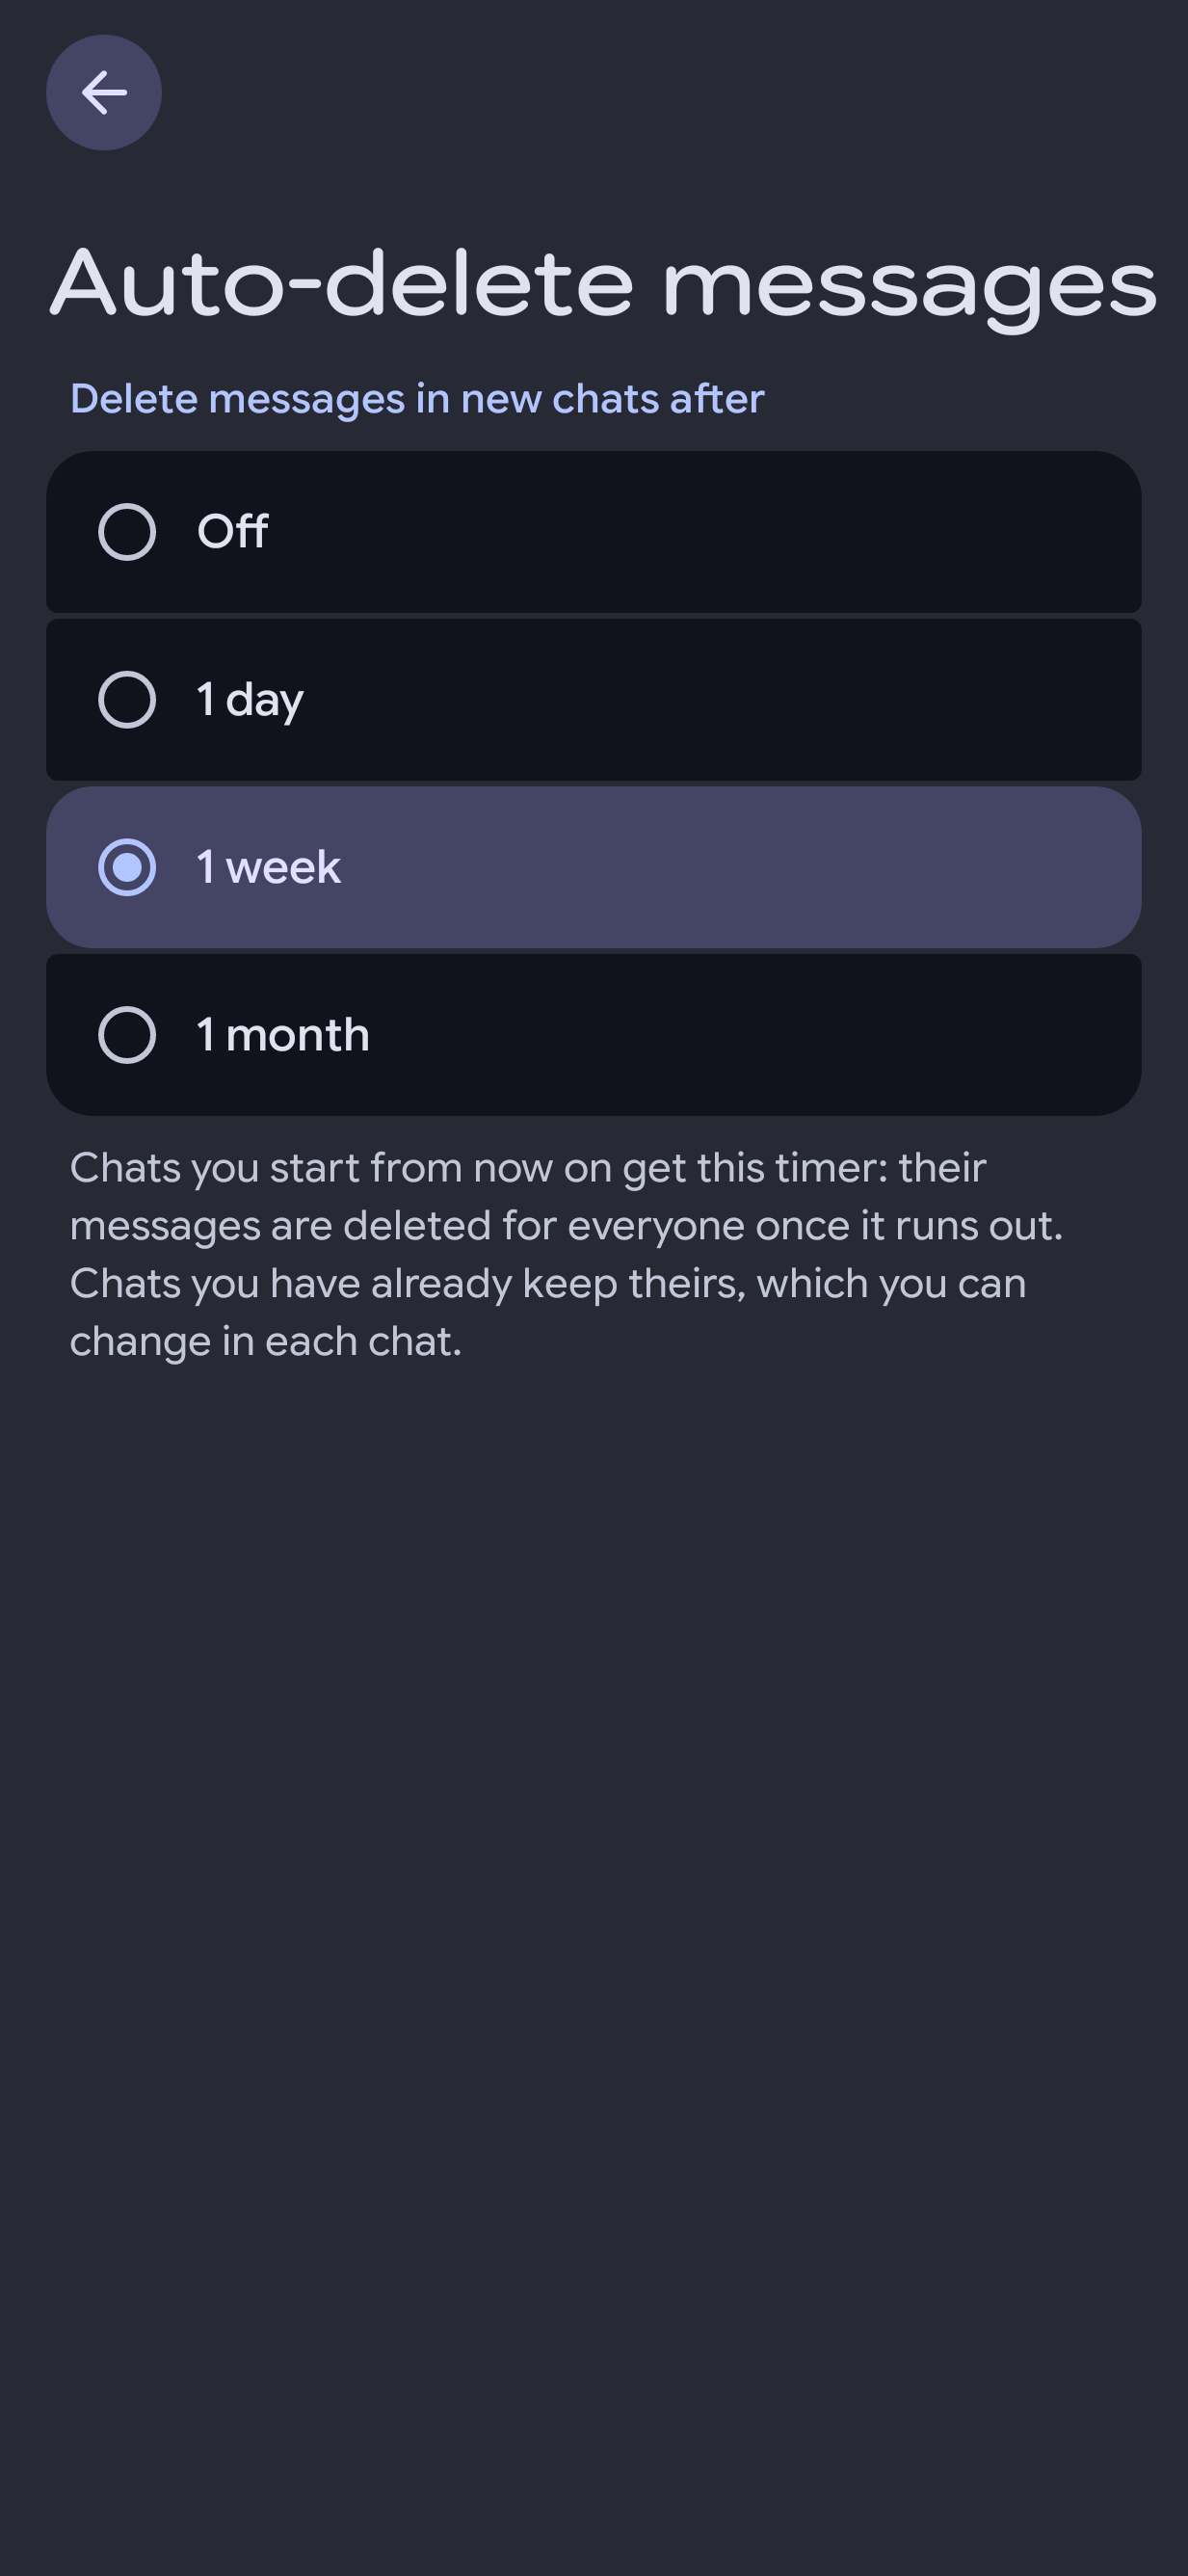 Auto-delete messages
Delete messages in new chats after
Off
1 day
1 week
1 month
Chats you start from now on get this timer: their
messages are deleted for everyone once it runs out.
Chats you have already keep theirs, which you can
change in each chat.